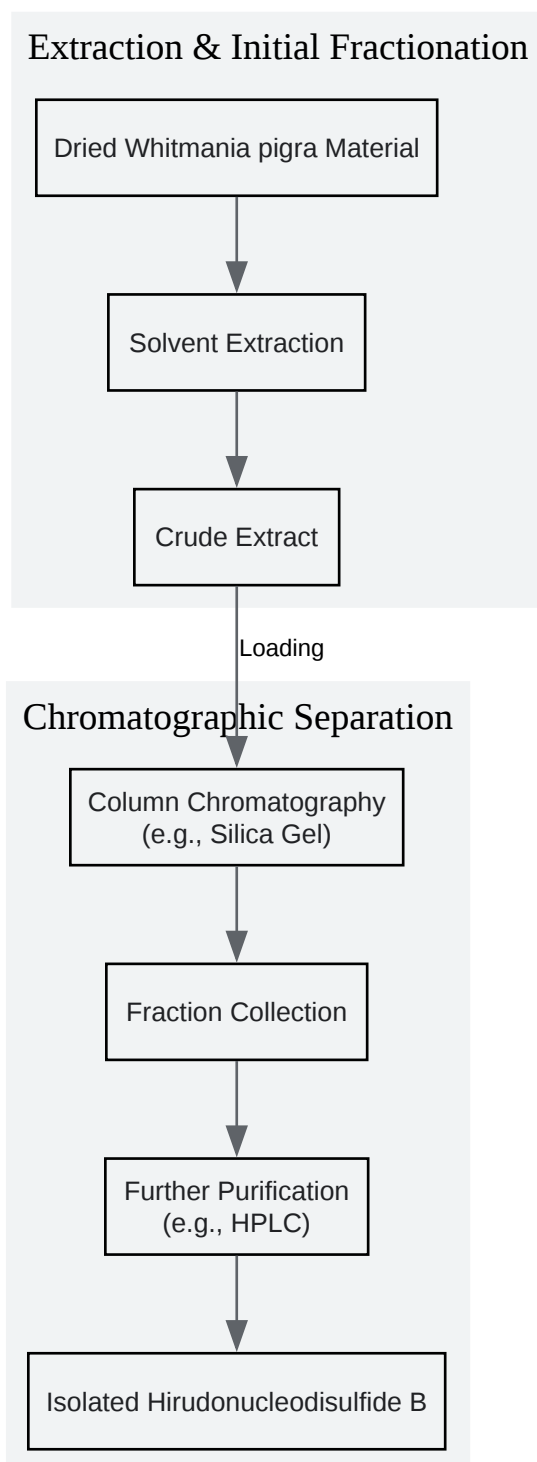 Extraction & Initial Fractionation
Dried Whitmania pigra Material
Solvent Extraction
Crude Extract
Loading
Chromatographic Separation
Column Chromatography
(e.g., Silica Gel)
Fraction Collection
Further Purification
(e.g., HPLC)
Isolated Hirudonucleodisulfide B